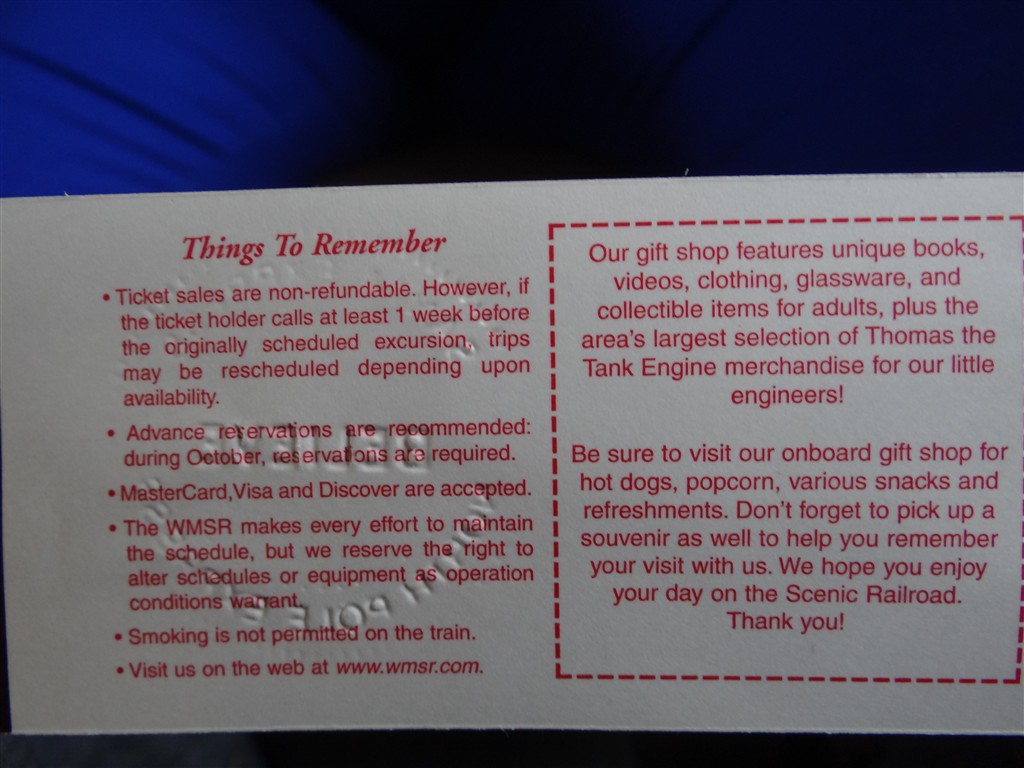 Things To Remember
• Ticket sales are non-refundable. However, if
the ticket holder calls at least 1 week before
the originally scheduled excursion, trips
may be rescheduled depending upon
availability.
• Advance reservations are recommended:
during October, reservations are required.
• MasterCard,Visa and Discover are accepted.
• The WMSR makes every effort to maintain
the schedule, but we reserve the right to
alter schedules or equipment as operation
conditions warrant.
• Smoking is not permitted on the train.
• Visit us on the web at www.wmsr.com.
Our gift shop features unique books,
videos, clothing, glassware, and
collectible items for adults, plus the
area's largest selection of Thomas the
Tank Engine merchandise for our little
engineers!
Be sure to visit our onboard gift shop for
hot dogs, popcorn, various snacks and
refreshments. Don't forget to pick up a
souvenir as well to help you remember
your visit with us. We hope you enjoy
your day on the Scenic Railroad.
Thank you!
BELIEVE